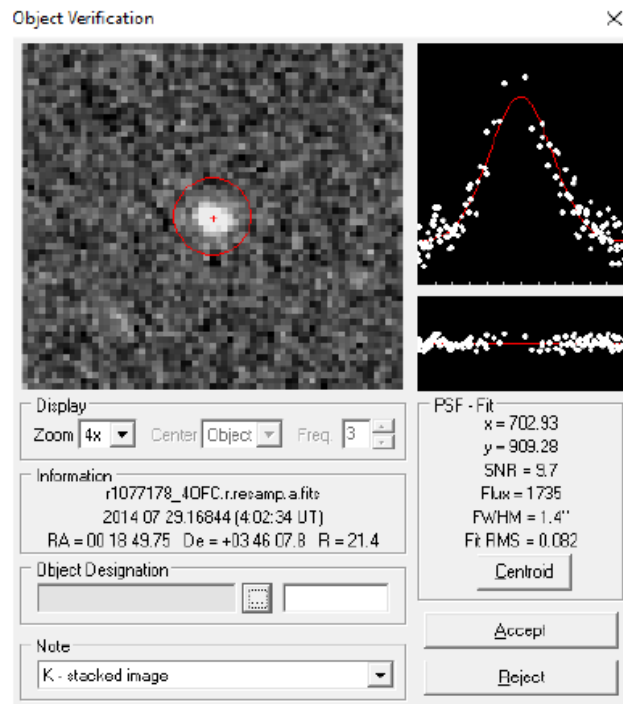 Object Verification
Display
Zoom 4x Center Object Freq. 3
Information
r1077178_4OFC.r.resamp.a.fits
2014 07 29.16844 (4:02:34 UT)
RA = 00 18 49.75 De = +03 46 07.8 R = 21.4
Object Designation
...
Note
K - stacked image
PSF - Fit
x = 702.93
y = 909.28
SNR = 9.7
Flux = 1735
FWHM = 1.4''
Fit RMS = 0.082
Centroid
Accept
Reject